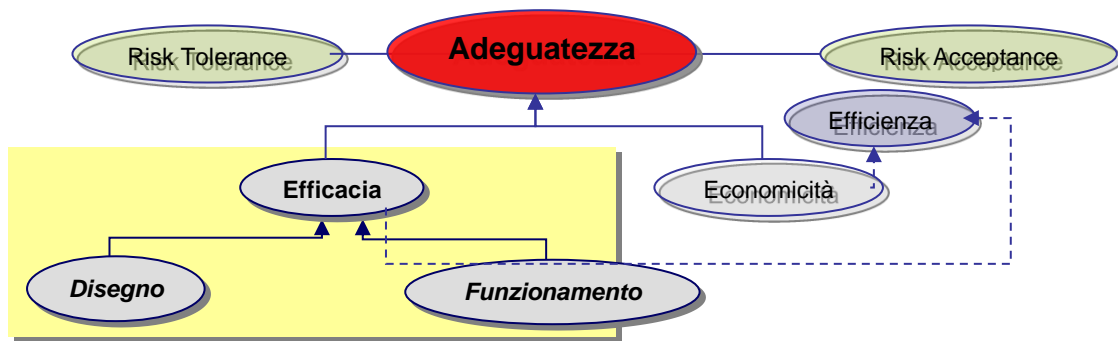 Adeguatezza
Risk Tolerance
Risk Acceptance
Efficienza
Efficacia
Economicità
Disegno
Funzionamento